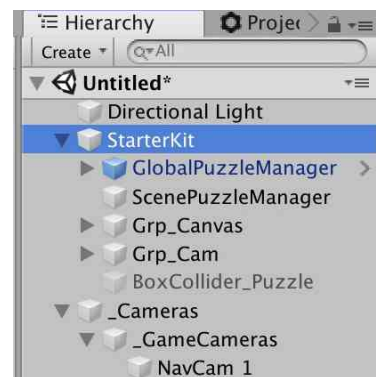 Hierarchy Projec
Create All
Untitled*
Directional Light
StarterKit
GlobalPuzzleManager
ScenePuzzleManager
Grp_Canvas
Grp_Cam
BoxCollider_Puzzle
_Cameras
_GameCameras
NavCam 1